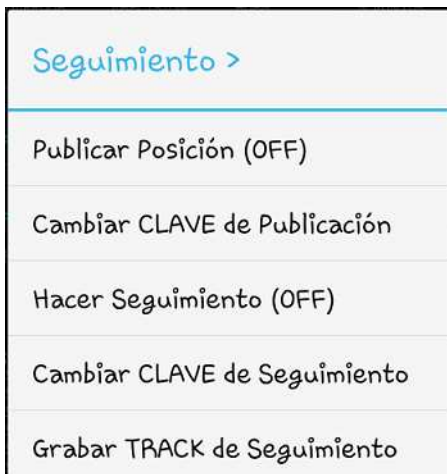 Seguimiento >
Publicar Posición (OFF)
Cambiar CLAVE de Publicación
Hacer Seguimiento (OFF)
Cambiar CLAVE de Seguimiento
Grabar TRACK de Seguimiento